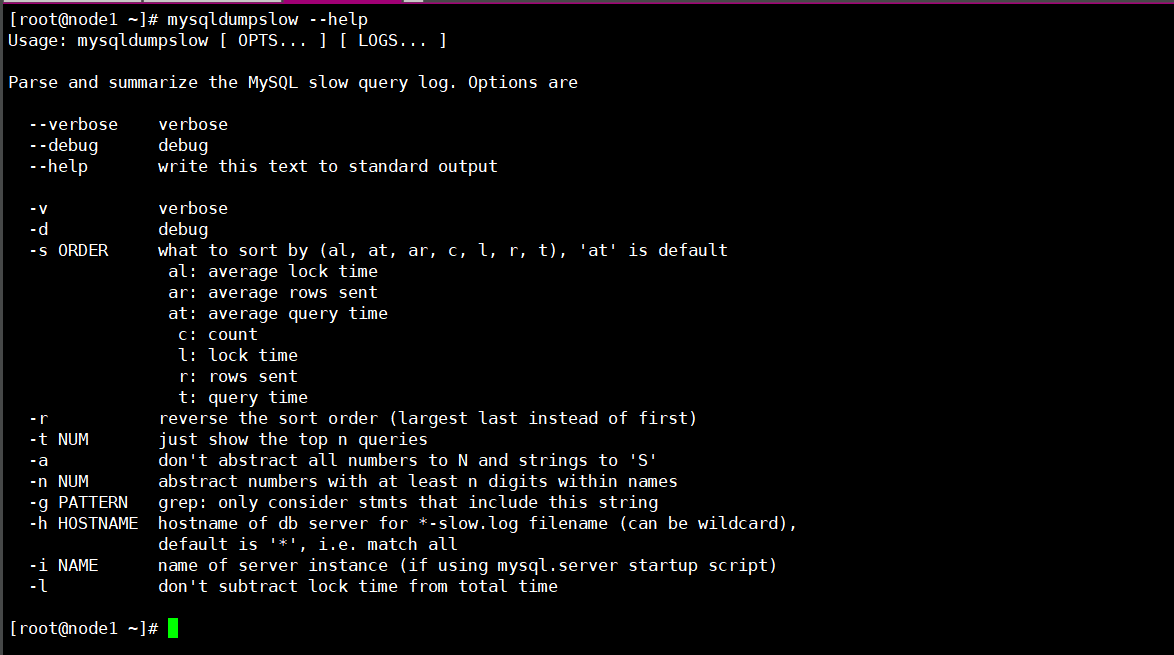 [root@node1 ~]# mysqldumpslow --help
Usage: mysqldumpslow [ OPTS... ] [ LOGS... ]

Parse and summarize the MySQL slow query log. Options are

  --verbose    verbose
  --debug      debug
  --help       write this text to standard output

  -v           verbose
  -d           debug
  -s ORDER     what to sort by (al, at, ar, c, l, r, t), 'at' is default
                al: average lock time
                ar: average rows sent
                at: average query time
                 c: count
                 l: lock time
                 r: rows sent
                 t: query time
  -r           reverse the sort order (largest last instead of first)
  -t NUM       just show the top n queries
  -a           don't abstract all numbers to N and strings to 'S'
  -n NUM       abstract numbers with at least n digits within names
  -g PATTERN   grep: only consider stmts that include this string
  -h HOSTNAME  hostname of db server for *-slow.log filename (can be wildcard),
               default is '*', i.e. match all
  -i NAME      name of server instance (if using mysql.server startup script)
  -l           don't subtract lock time from total time

[root@node1 ~]#